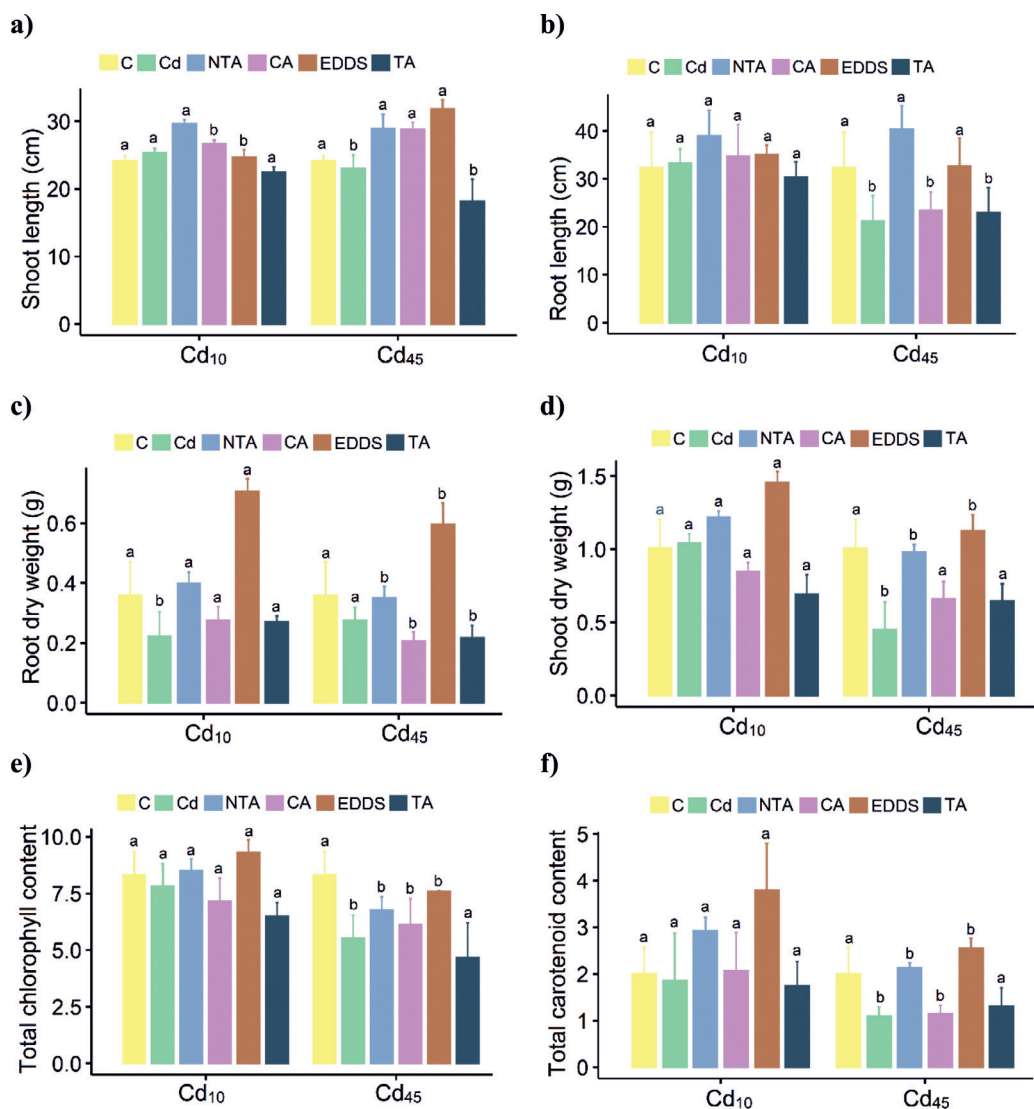 a)
C Cd NTA CA EDDS TA
Shoot length (cm)
30
20
10
0
a a a b b a
a b a a a b
Cd₁₀ Cd₄₅
b)
C Cd NTA CA EDDS TA
Root length (cm)
40
30
20
10
0
a a a a a a
a b a b a b
Cd₁₀ Cd₄₅
c)
C Cd NTA CA EDDS TA
Root dry weight (g)
0.6
0.4
0.2
0.0
a b a a a a
a a b b b b
Cd₁₀ Cd₄₅
d)
C Cd NTA CA EDDS TA
Shoot dry weight (g)
1.5
1.0
0.5
0.0
a a a a a a
a a b a b a
Cd₁₀ Cd₄₅
e)
C Cd NTA CA EDDS TA
Total chlorophyll content
10.0
7.5
5.0
2.5
0.0
a a a a a a
a b b b b a
Cd₁₀ Cd₄₅
f)
C Cd NTA CA EDDS TA
Total carotenoid content
5
4
3
2
1
0
a a a a a a
a b b b b a
Cd₁₀ Cd₄₅